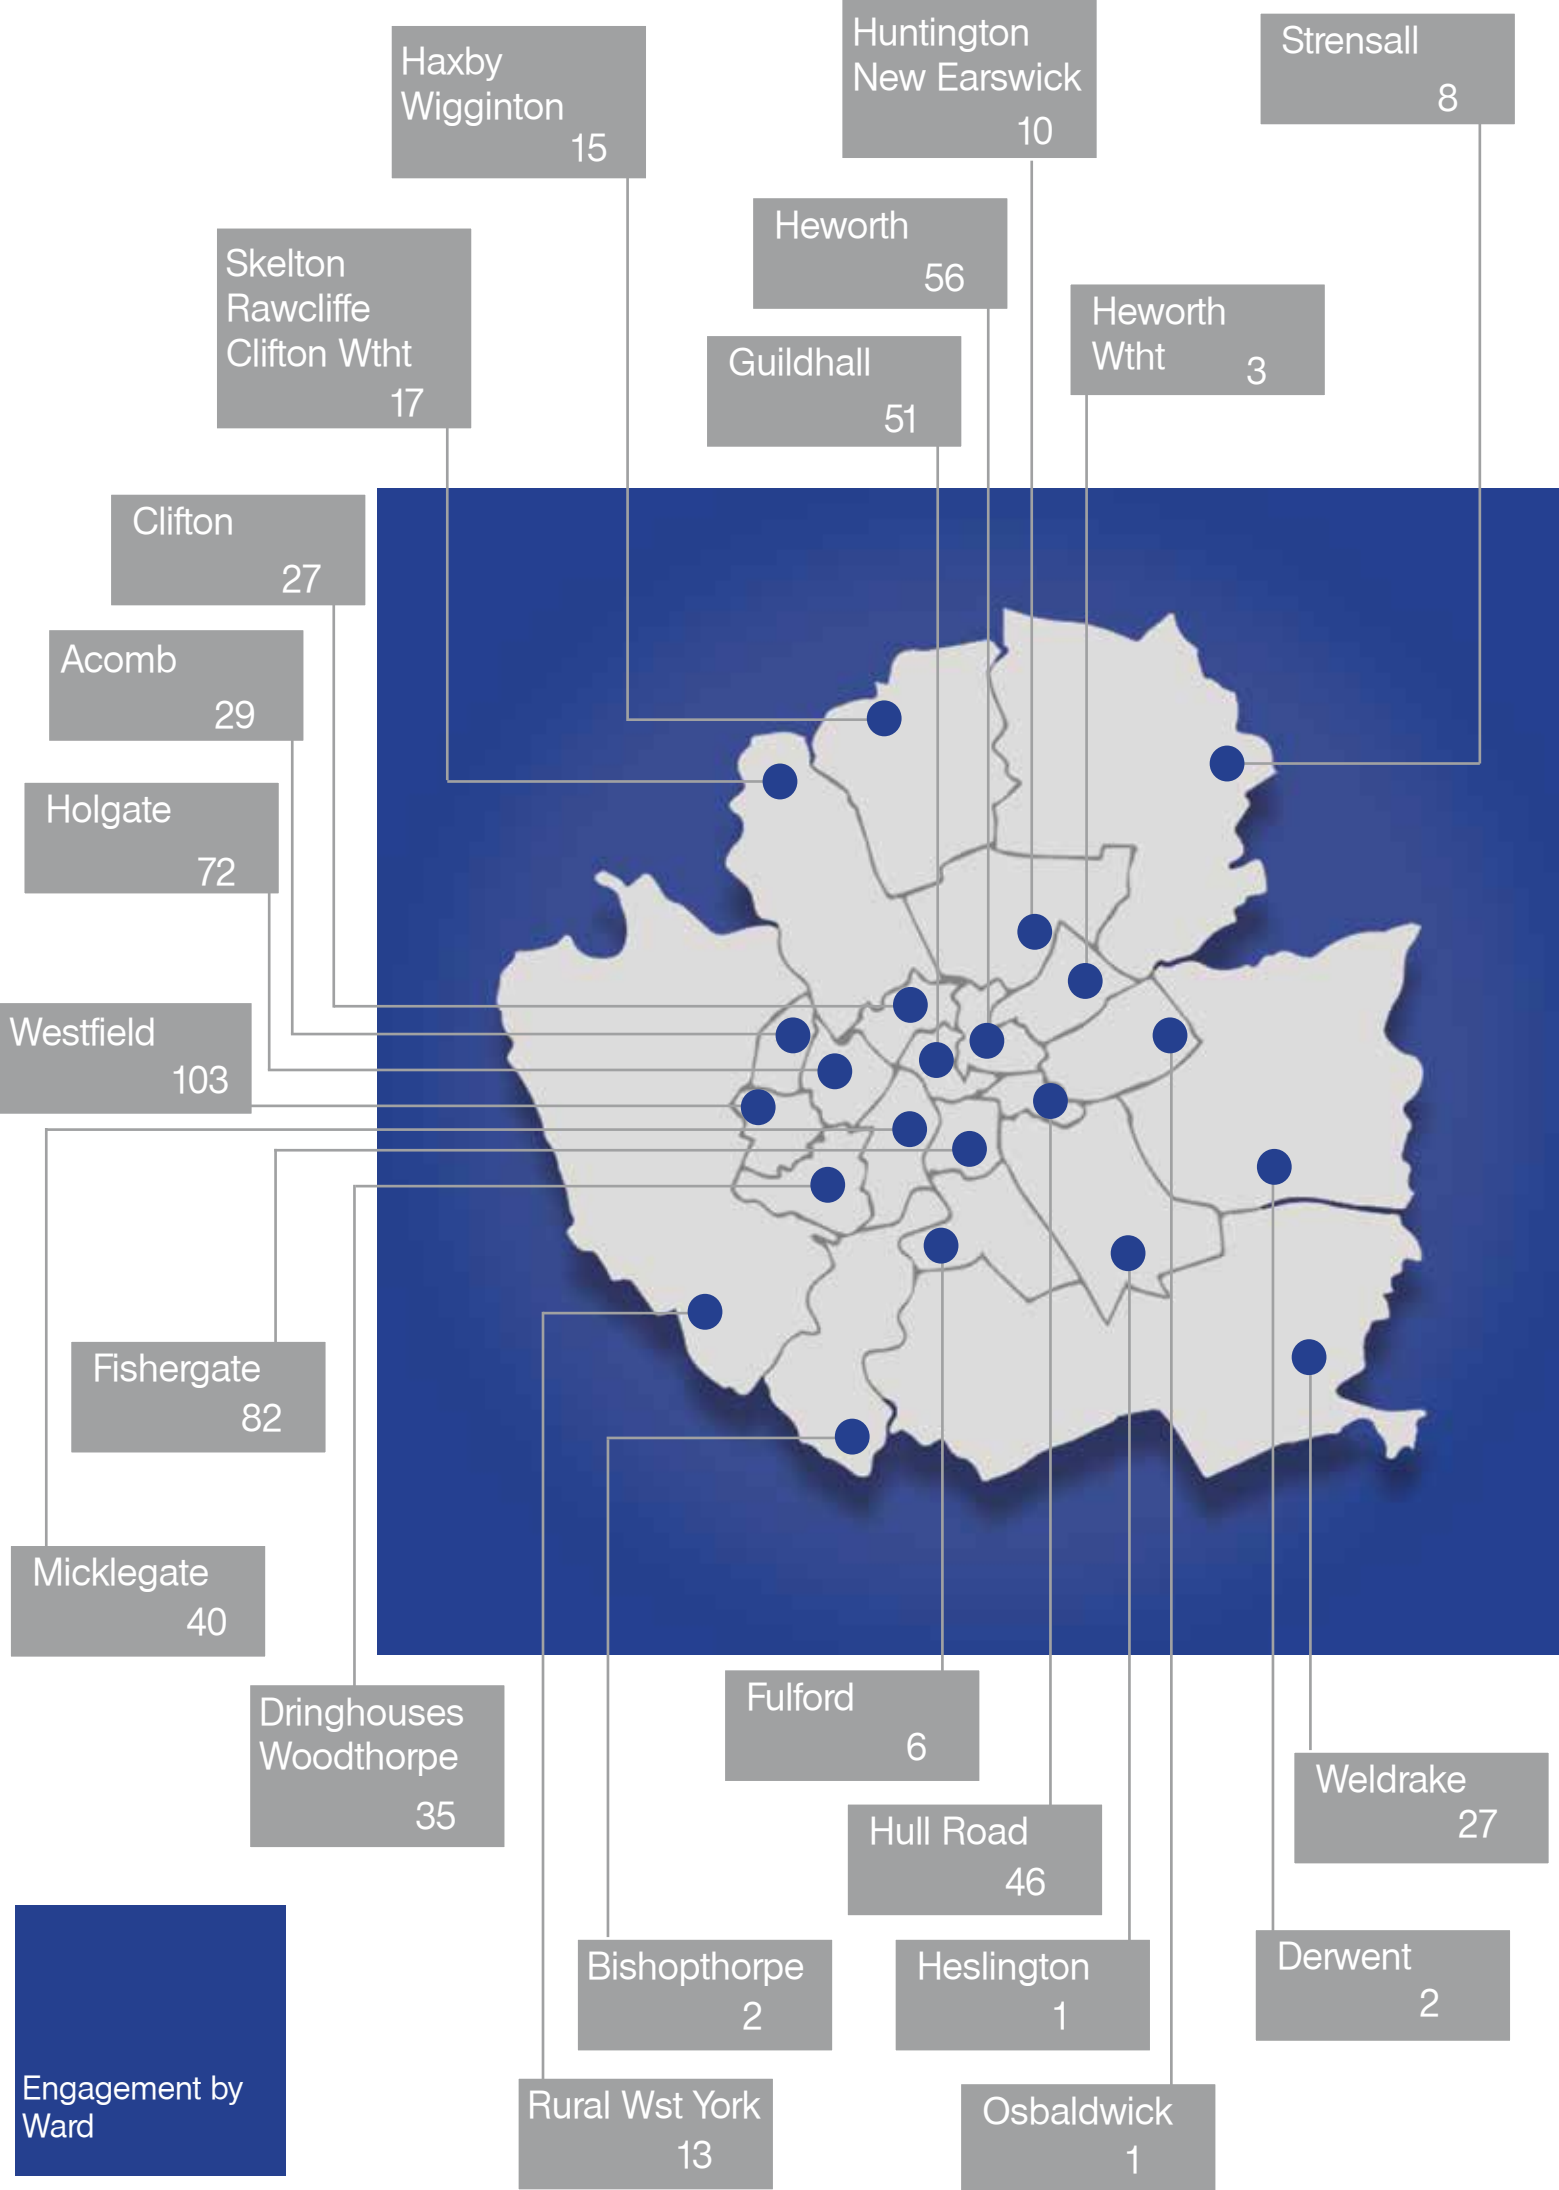 Huntington
New Earswick
10
Strensall
8
Haxby
Wigginton
15
Heworth
56
Skelton
Rawcliffe
Clifton Wtht
17
Heworth
Wtht
3
Guildhall
51
Clifton
27
Acomb
29
Holgate
72
Westfield
103
Fishergate
82
Micklegate
40
Dringhouses
Woodthorpe
35
Fulford
6
Weldrake
27
Hull Road
46
Derwent
2
Bishopthorpe
2
Heslington
1
Rural Wst York
13
Osbaldwick
1
Engagement by
Ward